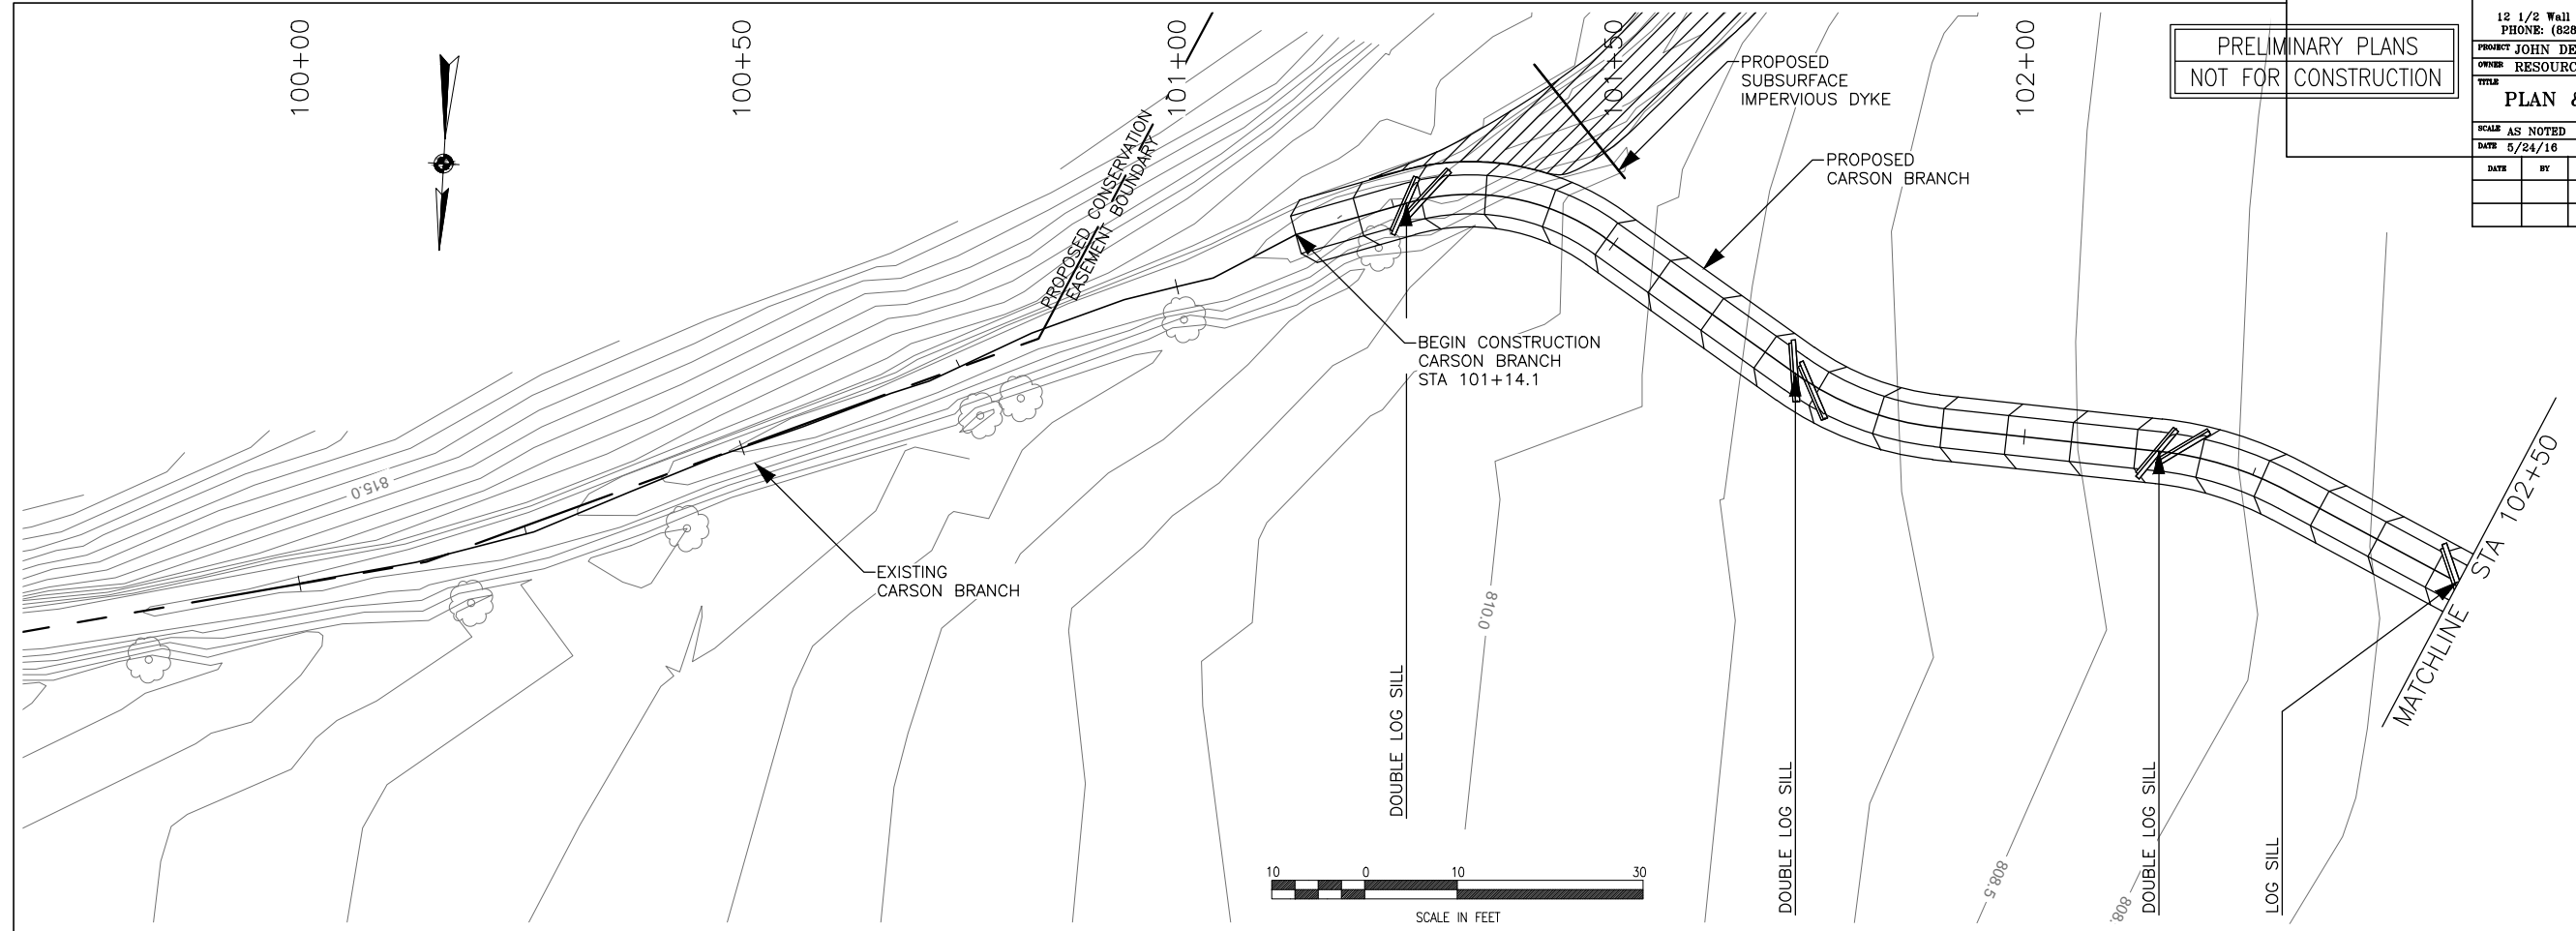 100+00
100+50
101+00
101+50
102+00
PRELIMINARY PLANS
NOT FOR CONSTRUCTION
12 1/2 Wall
PHONE: (828
PROJECT JOHN DE
OWNER RESOURC
TITLE
PLAN &
SCALE AS NOTED
DATE 5/24/16
DATE BY
PROPOSED
SUBSURFACE
IMPERVIOUS DYKE
PROPOSED
CARSON BRANCH
PROPOSED CONSERVATION
EASEMENT BOUNDARY
BEGIN CONSTRUCTION
CARSON BRANCH
STA 101+14.1
815.0
EXISTING
CARSON BRANCH
810.0
MATCHLINE STA 102+50
DOUBLE LOG SILL
DOUBLE LOG SILL
DOUBLE LOG SILL
LOG SILL
808.5
808.
10 0 10 30
SCALE IN FEET